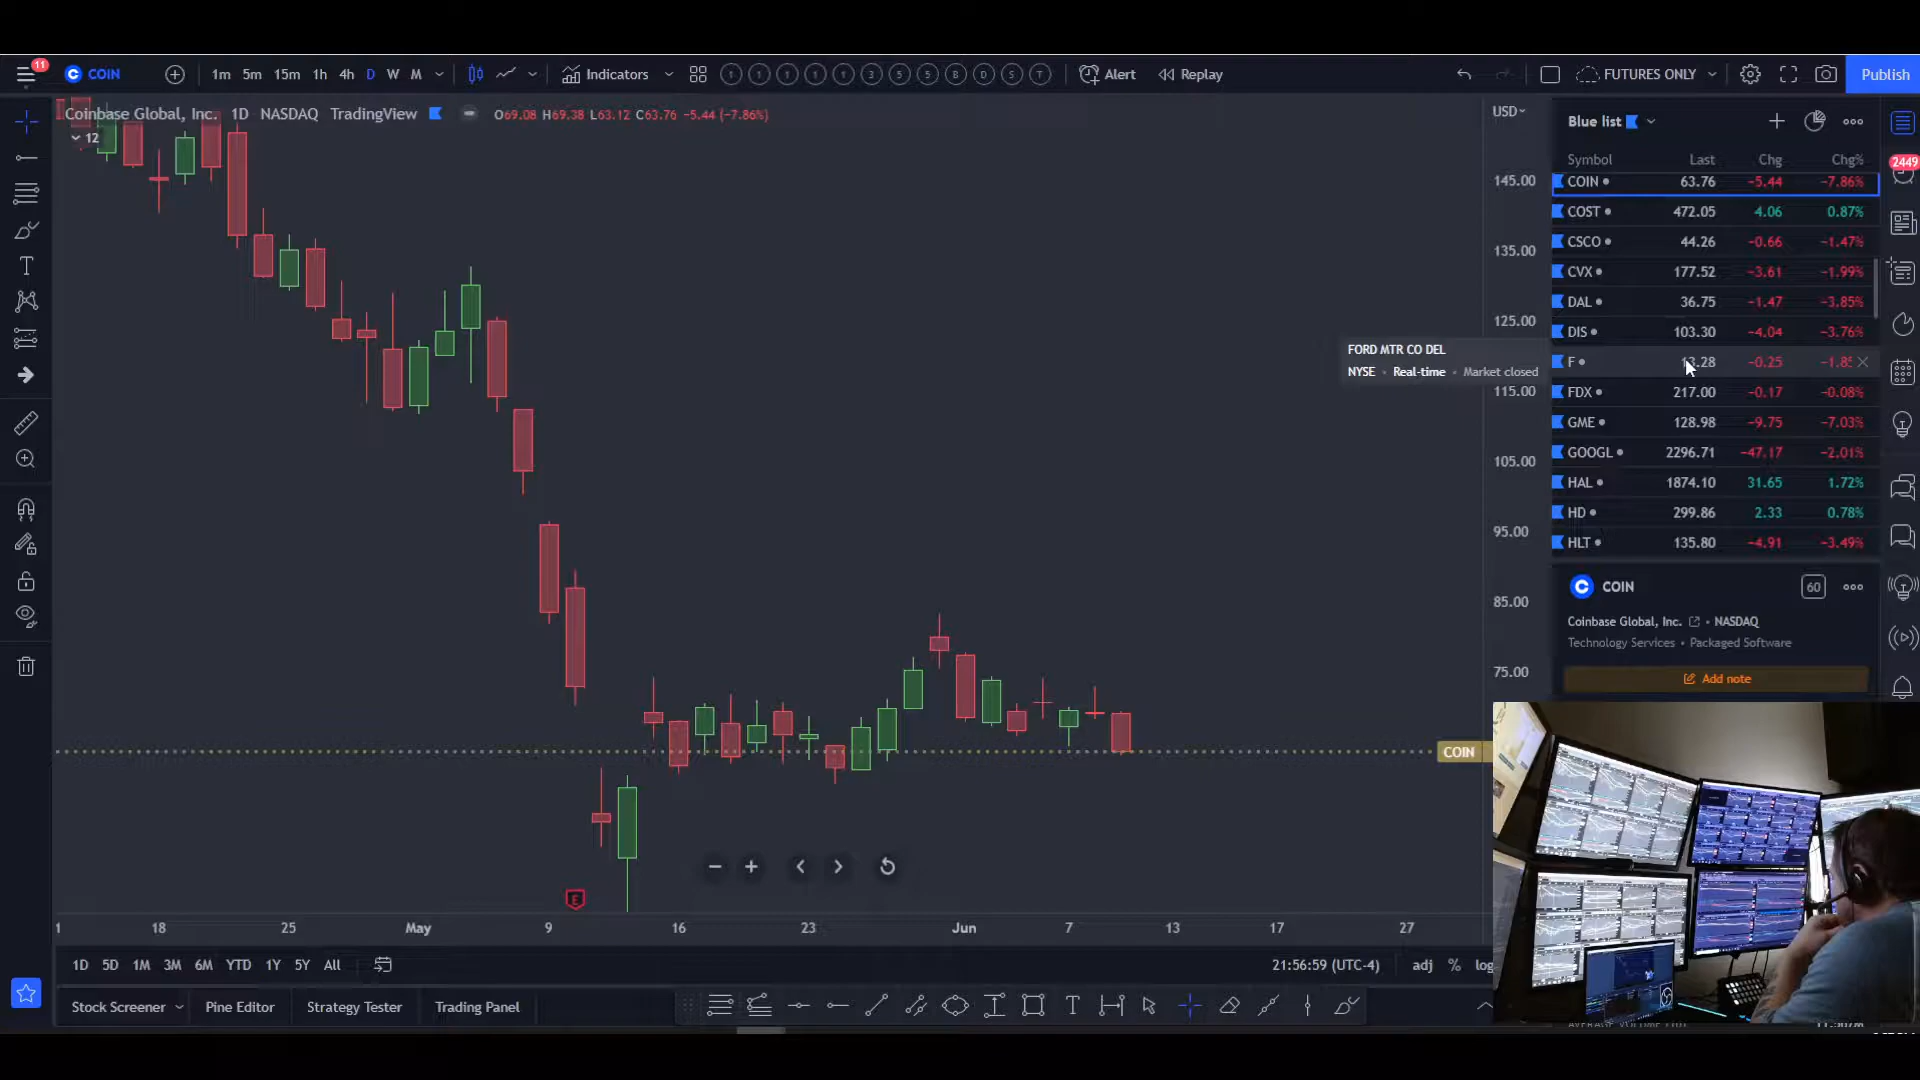 11
COIN
1m 5m 15m 1h 4h D W M
Indicators
1 1 1 1 1 3 5 5 B D S T
Alert
Replay
FUTURES ONLY
Publish
Coinbase Global, Inc. 1D NASDAQ TradingView
O69.08 H69.38 L63.12 C63.76 −5.44 (−7.86%)
12
USD
145.00
135.00
125.00
115.00
105.00
95.00
85.00
75.00
COIN
FORD MTR CO DEL
NYSE • Real-time • Market closed
E
1 18 25 May 9 16 23 Jun 7 13 17 27
1D 5D 1M 3M 6M YTD 1Y 5Y All
21:56:59 (UTC-4)
adj % log
Stock Screener
Pine Editor
Strategy Tester
Trading Panel
Blue list
2449
Symbol Last Chg Chg%
COIN 63.76 −5.44 −7.86%
COST 472.05 4.06 0.87%
CSCO 44.26 −0.66 −1.47%
CVX 177.52 −3.61 −1.99%
DAL 36.75 −1.47 −3.85%
DIS 103.30 −4.04 −3.76%
F 13.28 −0.25 −1.85
FDX 217.00 −0.17 −0.08%
GME 128.98 −9.75 −7.03%
GOOGL 2296.71 −47.17 −2.01%
HAL 1874.10 31.65 1.72%
HD 299.86 2.33 0.78%
HLT 135.80 −4.91 −3.49%
COIN
60
Coinbase Global, Inc. • NASDAQ
Technology Services • Packaged Software
Add note